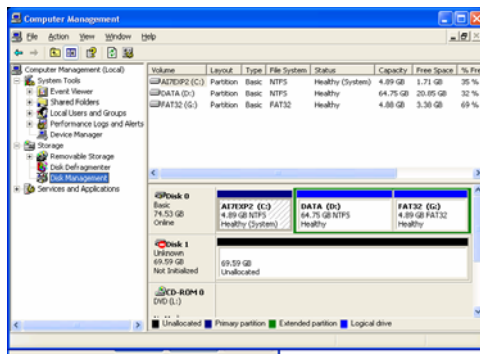 Computer Management
File Action View Window Help
Computer Management (Local)
System Tools
Event Viewer
Shared Folders
Local Users and Groups
Performance Logs and Alerts
Device Manager
Storage
Removable Storage
Disk Defragmenter
Disk Management
Services and Applications
Volume Layout Type File System Status Capacity Free Space % Fre
AI7EXP2 (C:) Partition Basic NTFS Healthy (System) 4.89 GB 1.71 GB 35 %
DATA (D:) Partition Basic NTFS Healthy 64.75 GB 20.85 GB 32 %
FAT32 (G:) Partition Basic FAT32 Healthy 4.88 GB 3.38 GB 69 %
Disk 0
Basic
74.53 GB
Online
AI7EXP2 (C:)
4.89 GB NTFS
Healthy (System)
DATA (D:)
64.75 GB NTFS
Healthy
FAT32 (G:)
4.89 GB FAT32
Healthy
Disk 1
Unknown
69.59 GB
Not Initialized
69.59 GB
Unallocated
CD-ROM 0
DVD (L:)
Unallocated Primary partition Extended partition Logical drive